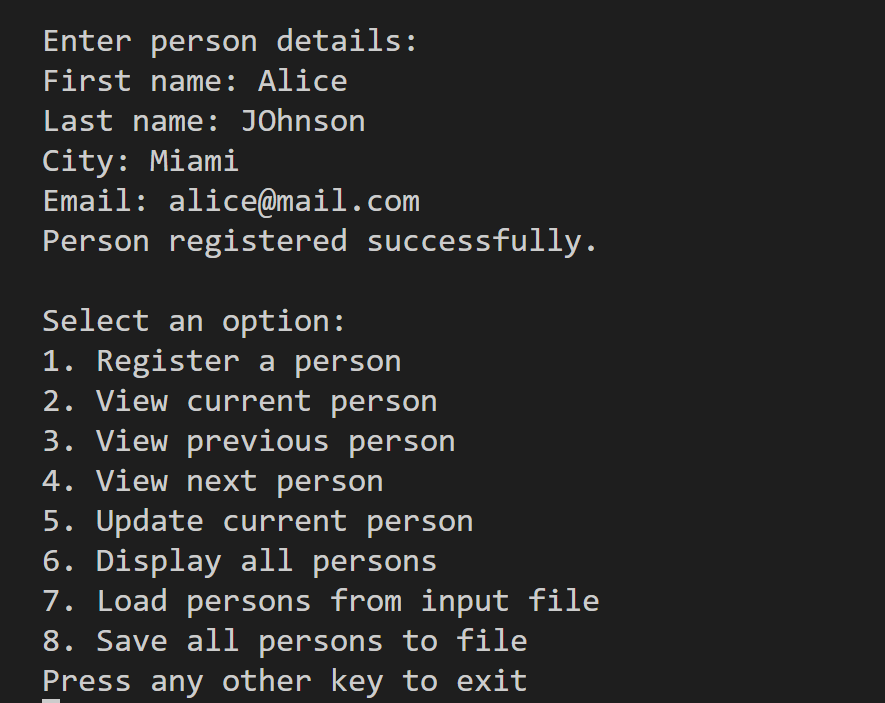 Enter person details:
First name: Alice
Last name: JOhnson
City: Miami
Email: alice@mail.com
Person registered successfully.
Select an option:
1. Register a person
2. View current person
3. View previous person
4. View next person
5. Update current person
6. Display all persons
7. Load persons from input file
8. Save all persons to file
Press any other key to exit